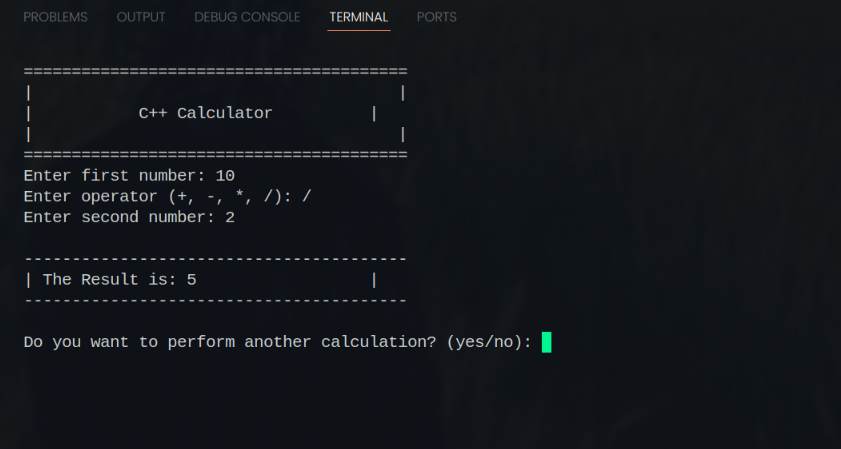 PROBLEMS OUTPUT DEBUG CONSOLE TERMINAL PORTS
========================================
|                                      |
|           C++ Calculator          |
|                                      |
========================================
Enter first number: 10
Enter operator (+, -, *, /): /
Enter second number: 2
----------------------------------------
| The Result is: 5                  |
----------------------------------------
Do you want to perform another calculation? (yes/no):